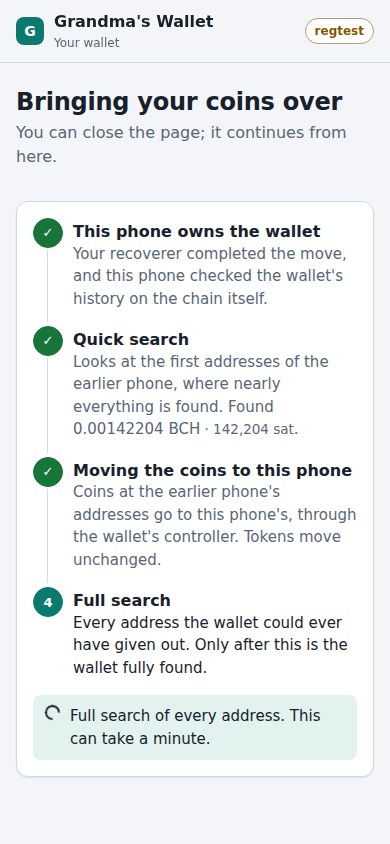 G
Grandma's Wallet
Your wallet
regtest
Bringing your coins over
You can close the page; it continues from
here.
✓
This phone owns the wallet
Your recoverer completed the move,
and this phone checked the wallet's
history on the chain itself.
✓
Quick search
Looks at the first addresses of the
earlier phone, where nearly
everything is found. Found
0.00142204 BCH · 142,204 sat.
✓
Moving the coins to this phone
Coins at the earlier phone's
addresses go to this phone's, through
the wallet's controller. Tokens move
unchanged.
4
Full search
Every address the wallet could ever
have given out. Only after this is the
wallet fully found.
Full search of every address. This
can take a minute.